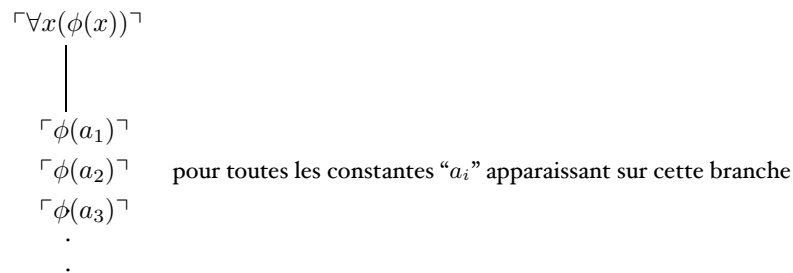 ⌜∀x(ϕ(x))⌝
⌜ϕ(a₁)⌝
⌜ϕ(a₂)⌝ pour toutes les constantes “aᵢ” apparaissant sur cette branche
⌜ϕ(a₃)⌝
.
.